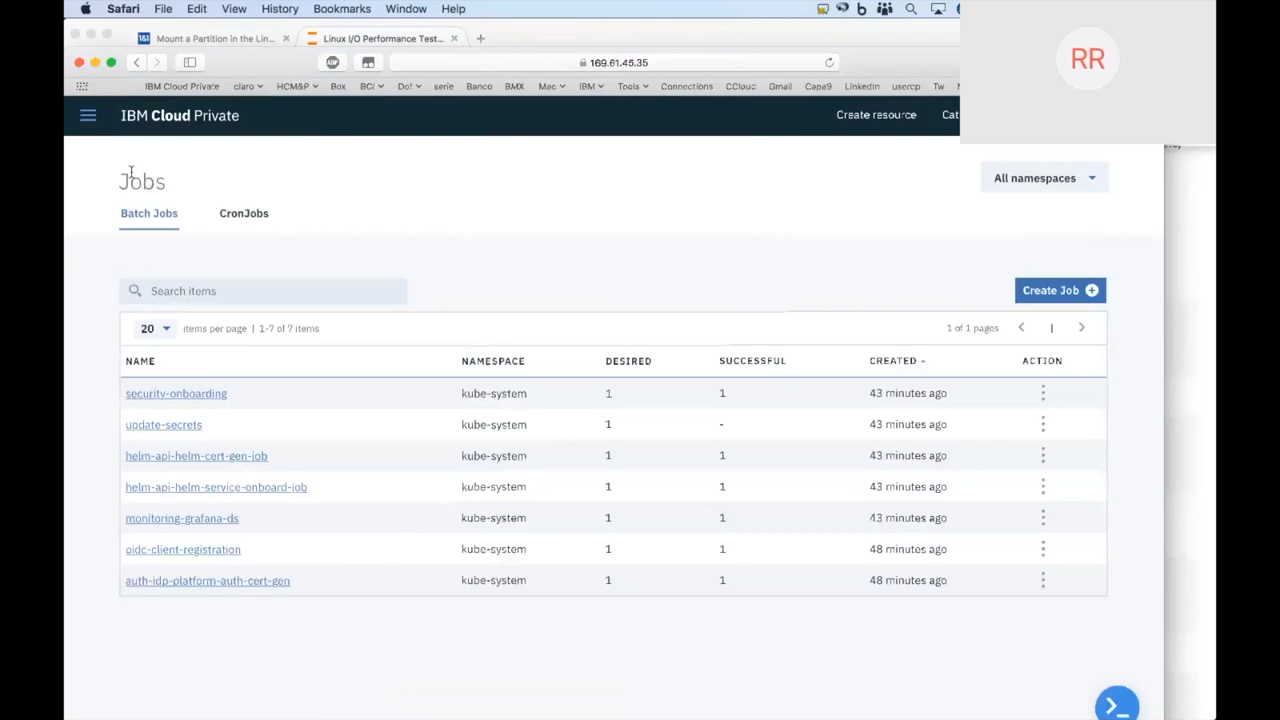 Safari File Edit View History Bookmarks Window Help
Mount a Partition in the Lin... Linux I/O Performance Test...
RR
ABP 169.61.45.35
IBM Cloud Private claro HCM&P Box BCI Do! serie Banco BMX Mac IBM Tools Connections CCloud Gmail Capa9 LinkedIn usercp Tw
IBM Cloud Private Create resource Cat
Jobs All namespaces
Batch Jobs CronJobs
Search items Create Job
20 items per page | 1-7 of 7 items 1 of 1 pages
NAME NAMESPACE DESIRED SUCCESSFUL CREATED ACTION
security-onboarding kube-system 1 1 43 minutes ago
update-secrets kube-system 1 - 43 minutes ago
helm-api-helm-cert-gen-job kube-system 1 1 43 minutes ago
helm-api-helm-service-onboard-job kube-system 1 1 43 minutes ago
monitoring-grafana-ds kube-system 1 1 43 minutes ago
oidc-client-registration kube-system 1 1 48 minutes ago
auth-idp-platform-auth-cert-gen kube-system 1 1 48 minutes ago